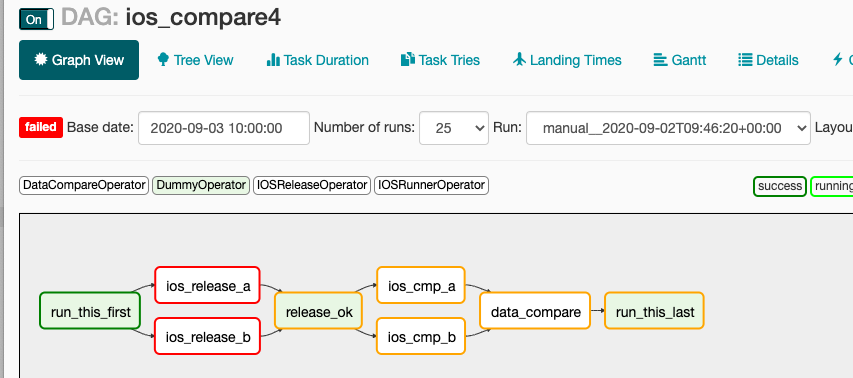 On DAG: ios_compare4
Graph View Tree View Task Duration Task Tries Landing Times Gantt Details
failed Base date: 2020-09-03 10:00:00 Number of runs: 25 Run: manual__2020-09-02T09:46:20+00:00 Layou
DataCompareOperator DummyOperator IOSReleaseOperator IOSRunnerOperator success running
ios_release_a ios_cmp_a
run_this_first release_ok data_compare run_this_last
ios_release_b ios_cmp_b